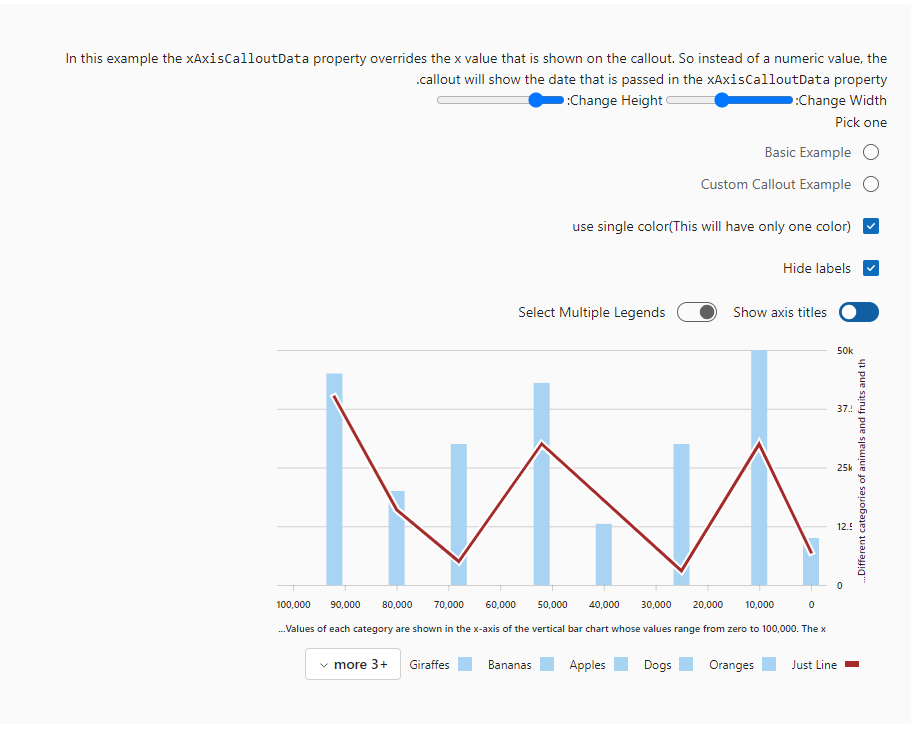 In this example the xAxisCalloutData property overrides the x value that is shown on the callout. So instead of a numeric value, the
.callout will show the date that is passed in the xAxisCalloutData property
:Change Height :Change Width
Pick one
Basic Example
Custom Callout Example
use single color(This will have only one color)
Hide labels
Select Multiple Legends Show axis titles
50k
37.5
25k
12.5
0
...Different categories of animals and fruits and th
100,000 90,000 80,000 70,000 60,000 50,000 40,000 30,000 20,000 10,000 0
...Values of each category are shown in the x-axis of the vertical bar chart whose values range from zero to 100,000. The x
more 3+ Giraffes Bananas Apples Dogs Oranges Just Line